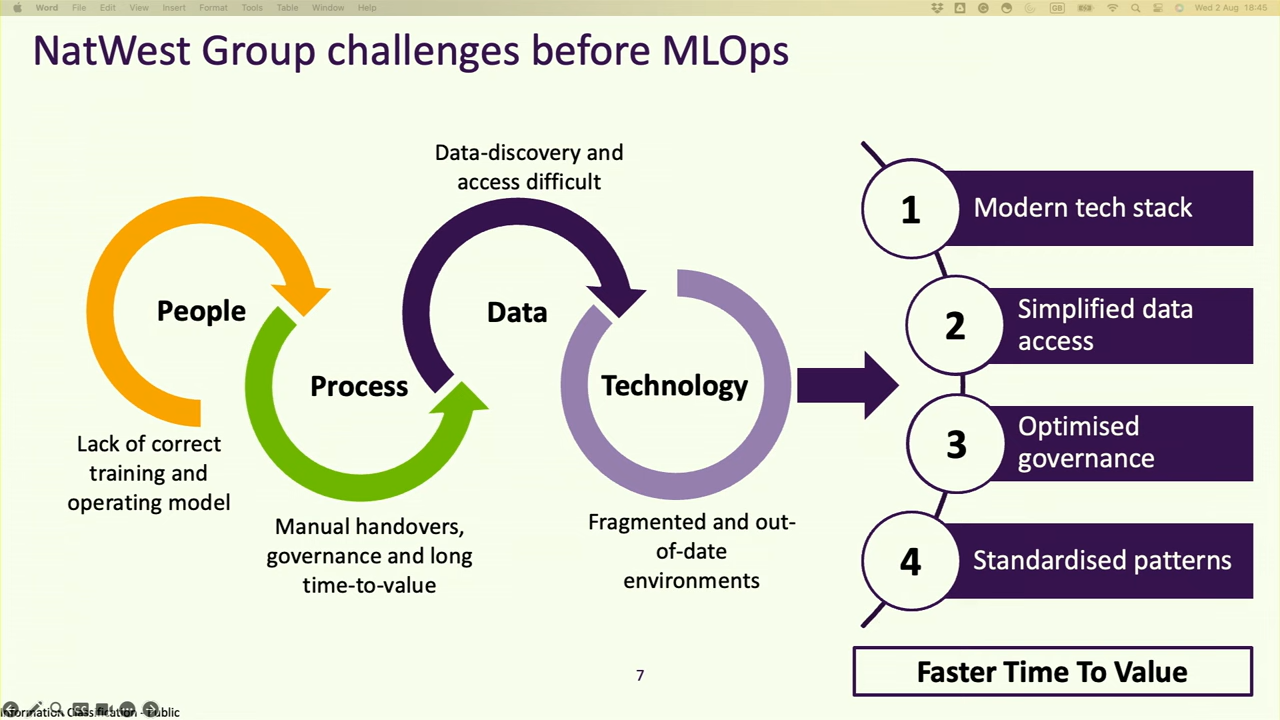 Word File Edit View Insert Format Tools Table Window Help
GB
Wed 2 Aug 18:45
NatWest Group challenges before MLOps
Data-discovery and
access difficult
People
Process
Data
Technology
Lack of correct
training and
operating model
Manual handovers,
governance and long
time-to-value
Fragmented and out-
of-date
environments
1
Modern tech stack
2
Simplified data
access
3
Optimised
governance
4
Standardised patterns
Faster Time To Value
7
Information Classification - Public